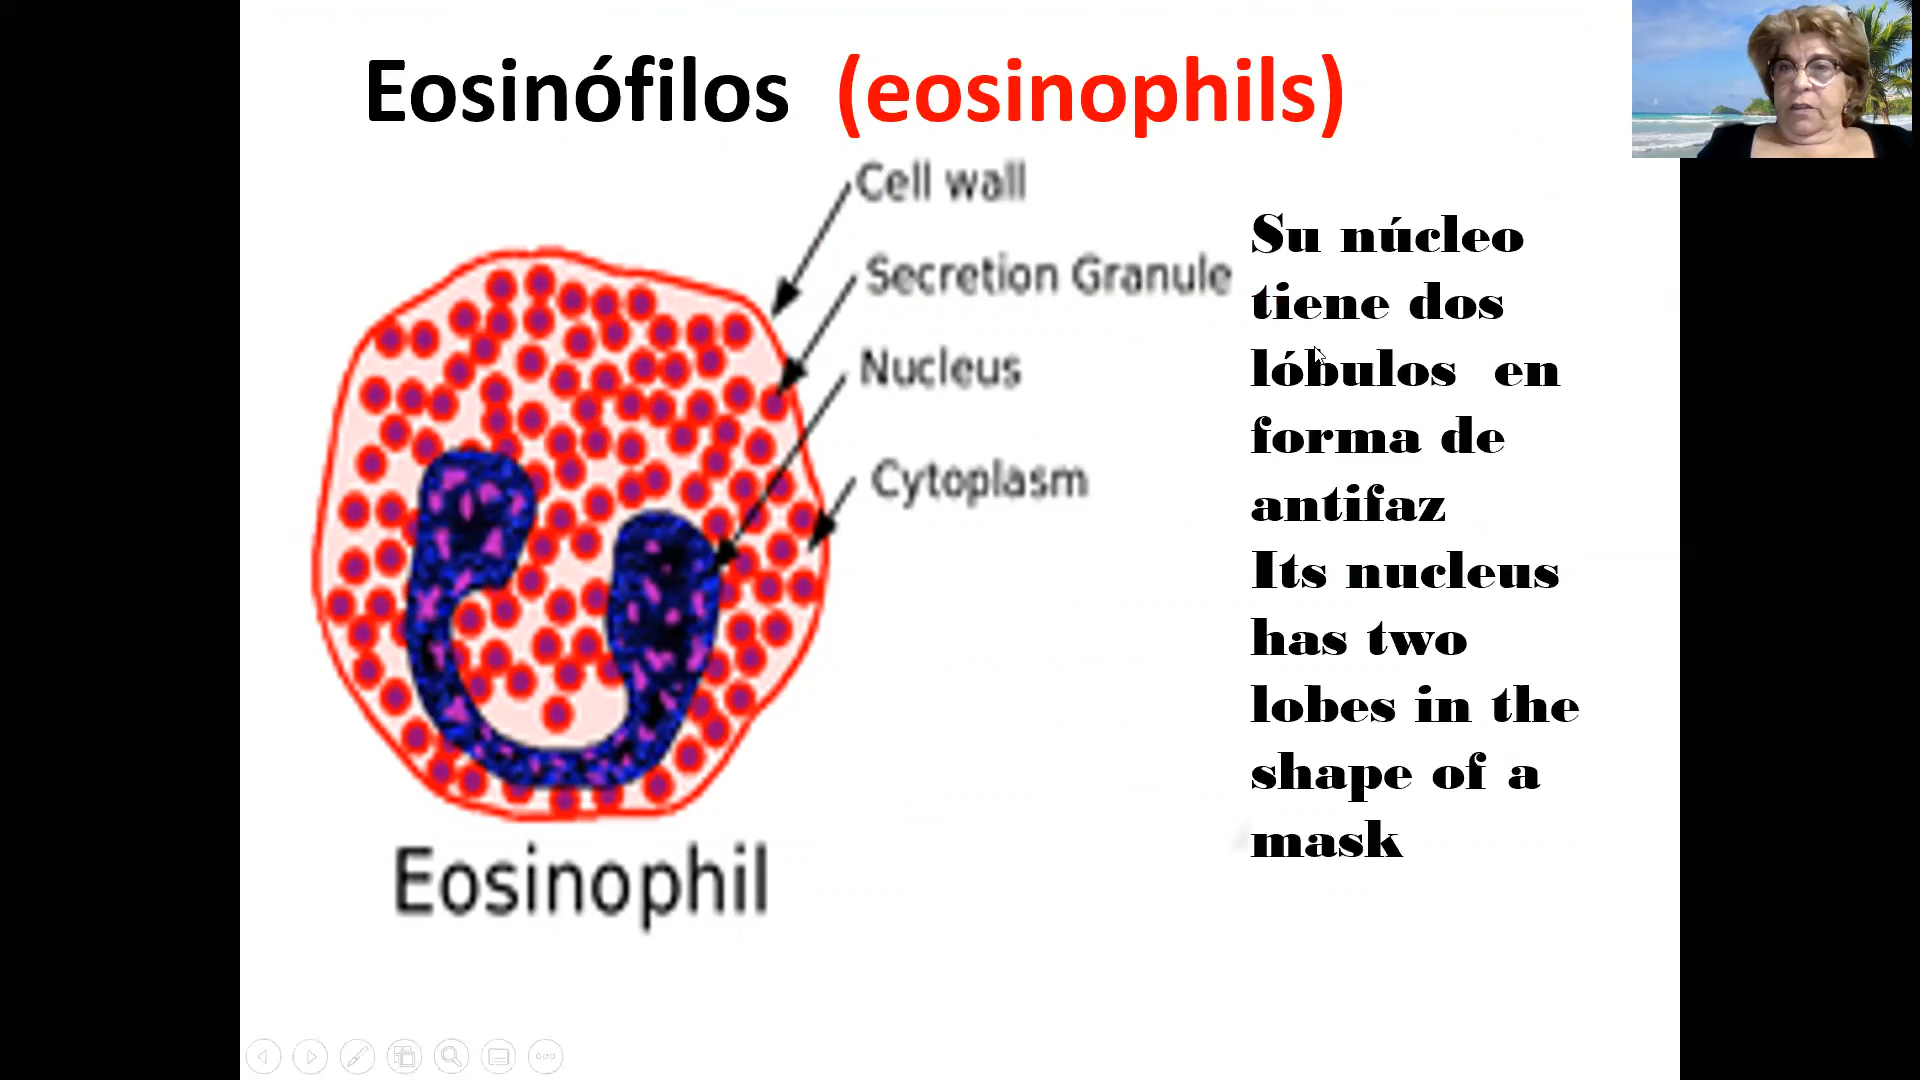 Eosinófilos (eosinophils)
Cell wall
Secretion Granule
Nucleus
Cytoplasm
Eosinophil
Su núcleo
tiene dos
lóbulos en
forma de
antifaz
Its nucleus
has two
lobes in the
shape of a
mask